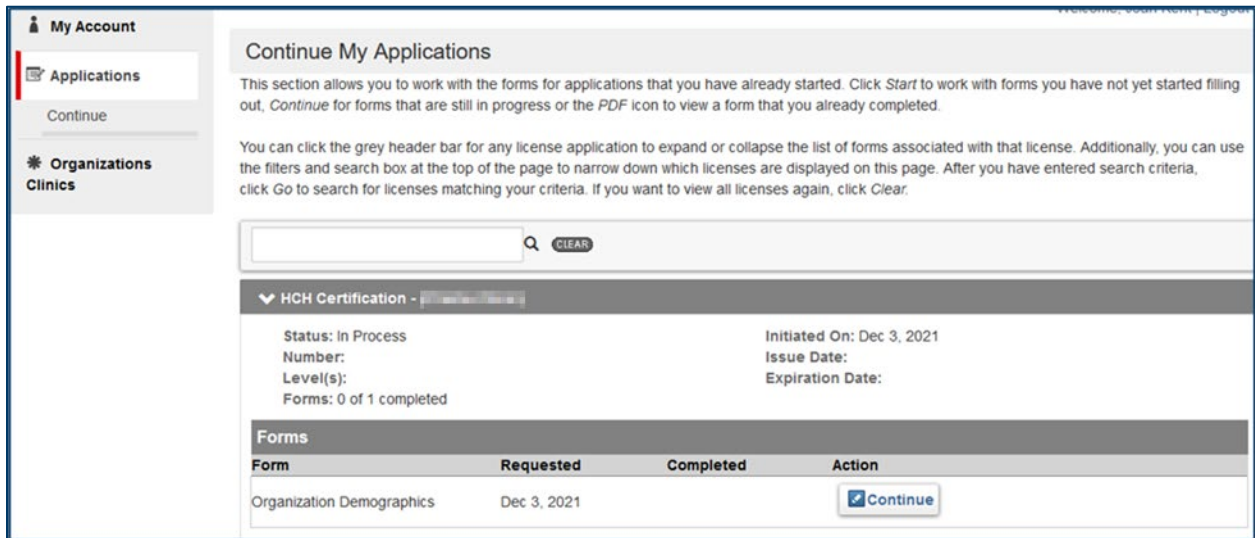 Welcome, Joan Kent | Logout
My Account
Applications
Continue
Organizations
Clinics
Continue My Applications
This section allows you to work with the forms for applications that you have already started. Click Start to work with forms you have not yet started filling
out, Continue for forms that are still in progress or the PDF icon to view a form that you already completed.
You can click the grey header bar for any license application to expand or collapse the list of forms associated with that license. Additionally, you can use
the filters and search box at the top of the page to narrow down which licenses are displayed on this page. After you have entered search criteria,
click Go to search for licenses matching your criteria. If you want to view all licenses again, click Clear.
CLEAR
HCH Certification -
Status: In Process
Initiated On: Dec 3, 2021
Number:
Issue Date:
Level(s):
Expiration Date:
Forms: 0 of 1 completed
Forms
Form Requested Completed Action
Organization Demographics Dec 3, 2021 Continue